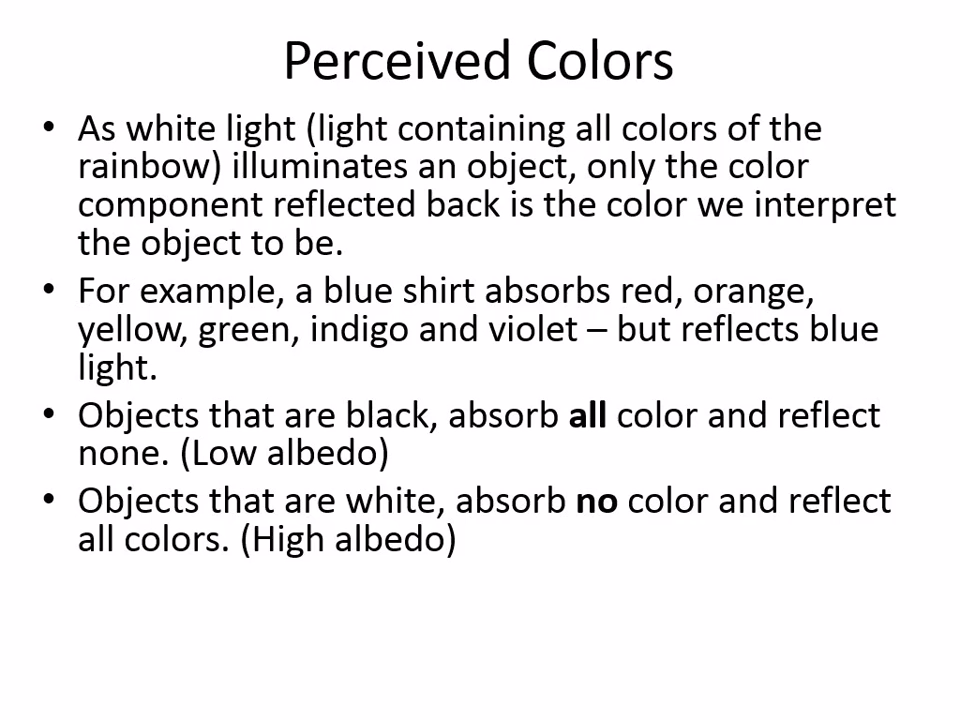 Perceived Colors
• As white light (light containing all colors of the
rainbow) illuminates an object, only the color
component reflected back is the color we interpret
the object to be.
• For example, a blue shirt absorbs red, orange,
yellow, green, indigo and violet – but reflects blue
light.
• Objects that are black, absorb all color and reflect
none. (Low albedo)
• Objects that are white, absorb no color and reflect
all colors. (High albedo)